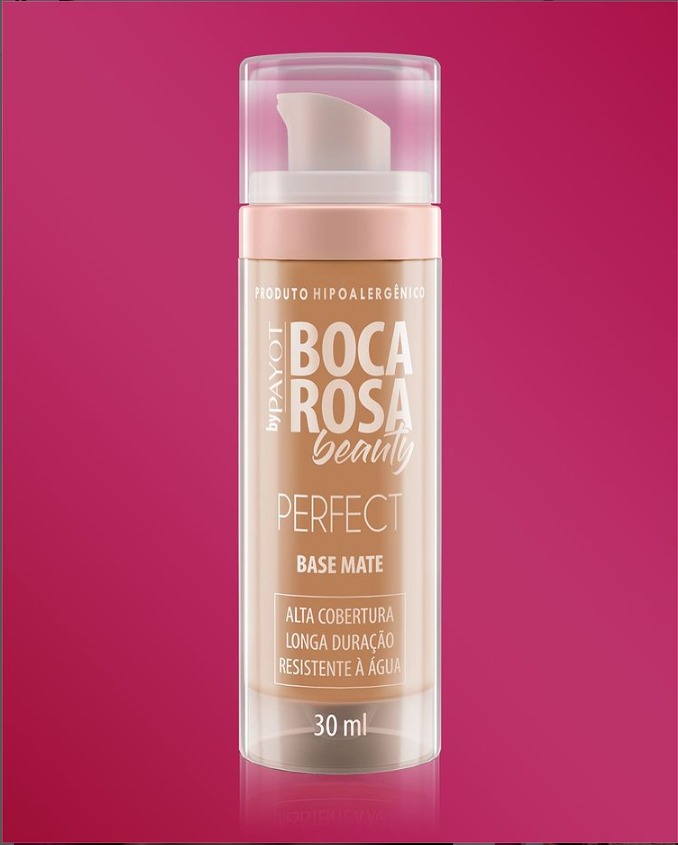 PRODUTO HIPOALERGÊNICO
by PAYOT
BOCA
ROSA
beauty
PERFECT
BASE MATE
ALTA COBERTURA
LONGA DURAÇÃO
RESISTENTE À ÁGUA
30 ml